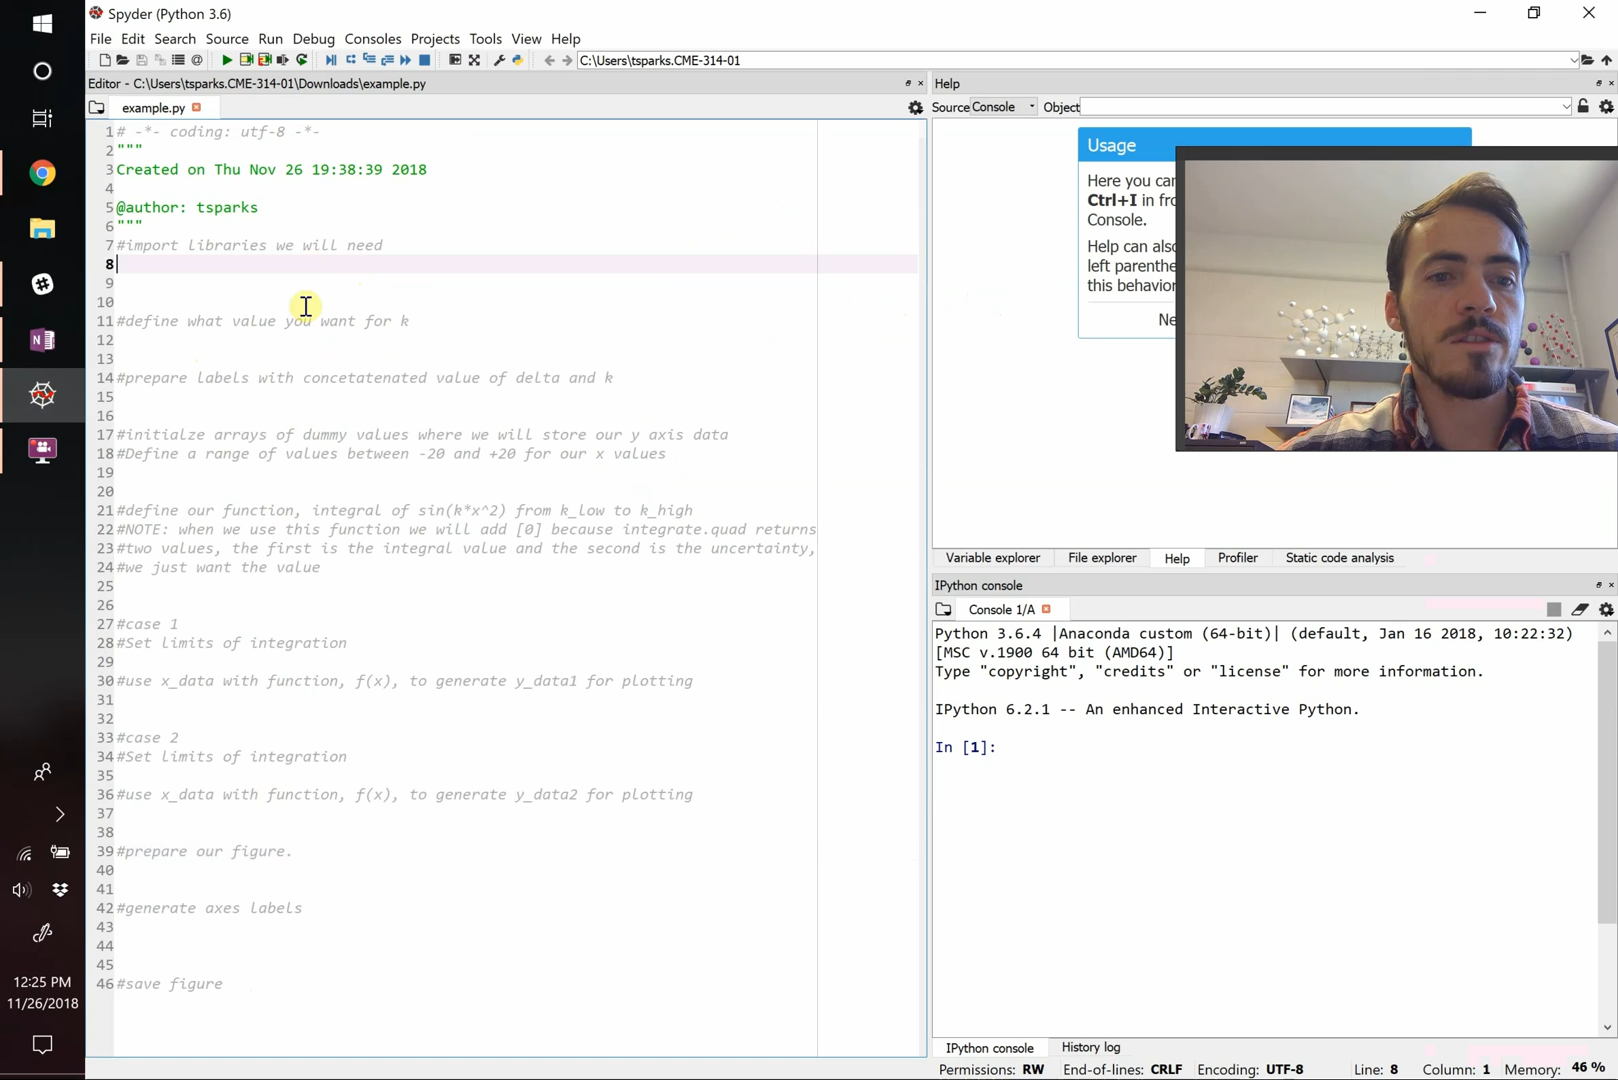 Spyder (Python 3.6)
File Edit Search Source Run Debug Consoles Projects Tools View Help
C:\Users\tsparks.CME-314-01
Editor - C:\Users\tsparks.CME-314-01\Downloads\example.py
example.py
1 # -*- coding: utf-8 -*-
2 """
3 Created on Thu Nov 26 19:38:39 2018
4
5 @author: tsparks
6 """
7 #import libraries we will need
8
9
10
11 #define what value you want for k
12
13
14 #prepare labels with concetatenated value of delta and k
15
16
17 #initialze arrays of dummy values where we will store our y axis data
18 #Define a range of values between -20 and +20 for our x values
19
20
21 #define our function, integral of sin(k*x^2) from k_low to k_high
22 #NOTE: when we use this function we will add [0] because integrate.quad returns
23 #two values, the first is the integral value and the second is the uncertainty,
24 #we just want the value
25
26
27 #case 1
28 #Set limits of integration
29
30 #use x_data with function, f(x), to generate y_data1 for plotting
31
32
33 #case 2
34 #Set limits of integration
35
36 #use x_data with function, f(x), to generate y_data2 for plotting
37
38
39 #prepare our figure.
40
41
42 #generate axes labels
43
44
45
46 #save figure
Help
Source Console Object
Usage
Here you can
Ctrl+I in fro
Console.
Help can also
left parenthe
this behavior
Ne
Variable explorer File explorer Help Profiler Static code analysis
IPython console
Console 1/A
Python 3.6.4 |Anaconda custom (64-bit)| (default, Jan 16 2018, 10:22:32)
[MSC v.1900 64 bit (AMD64)]
Type "copyright", "credits" or "license" for more information.
IPython 6.2.1 -- An enhanced Interactive Python.
In [1]:
IPython console History log
Permissions: RW End-of-lines: CRLF Encoding: UTF-8 Line: 8 Column: 1 Memory: 46 %
12:25 PM
11/26/2018